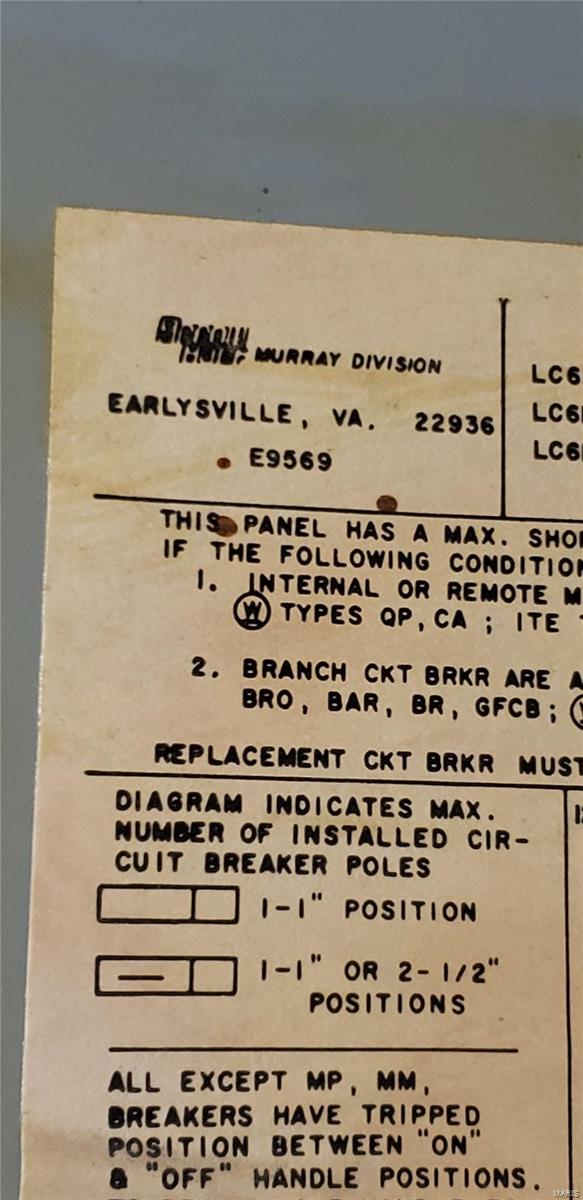 MURRAY DIVISION
EARLYSVILLE, VA. 22936
E9569
LC6
LC6
LC6
THIS PANEL HAS A MAX. SHO
IF THE FOLLOWING CONDITION
1. INTERNAL OR REMOTE M
W TYPES QP, CA ; ITE
2. BRANCH CKT BRKR ARE A
BRO, BAR, BR, GFCB;
REPLACEMENT CKT BRKR MUST
DIAGRAM INDICATES MAX.
NUMBER OF INSTALLED CIR-
CUIT BREAKER POLES
1-1" POSITION
1-1" OR 2-1/2"
POSITIONS
ALL EXCEPT MP, MM,
BREAKERS HAVE TRIPPED
POSITION BETWEEN "ON"
& "OFF" HANDLE POSITIONS.